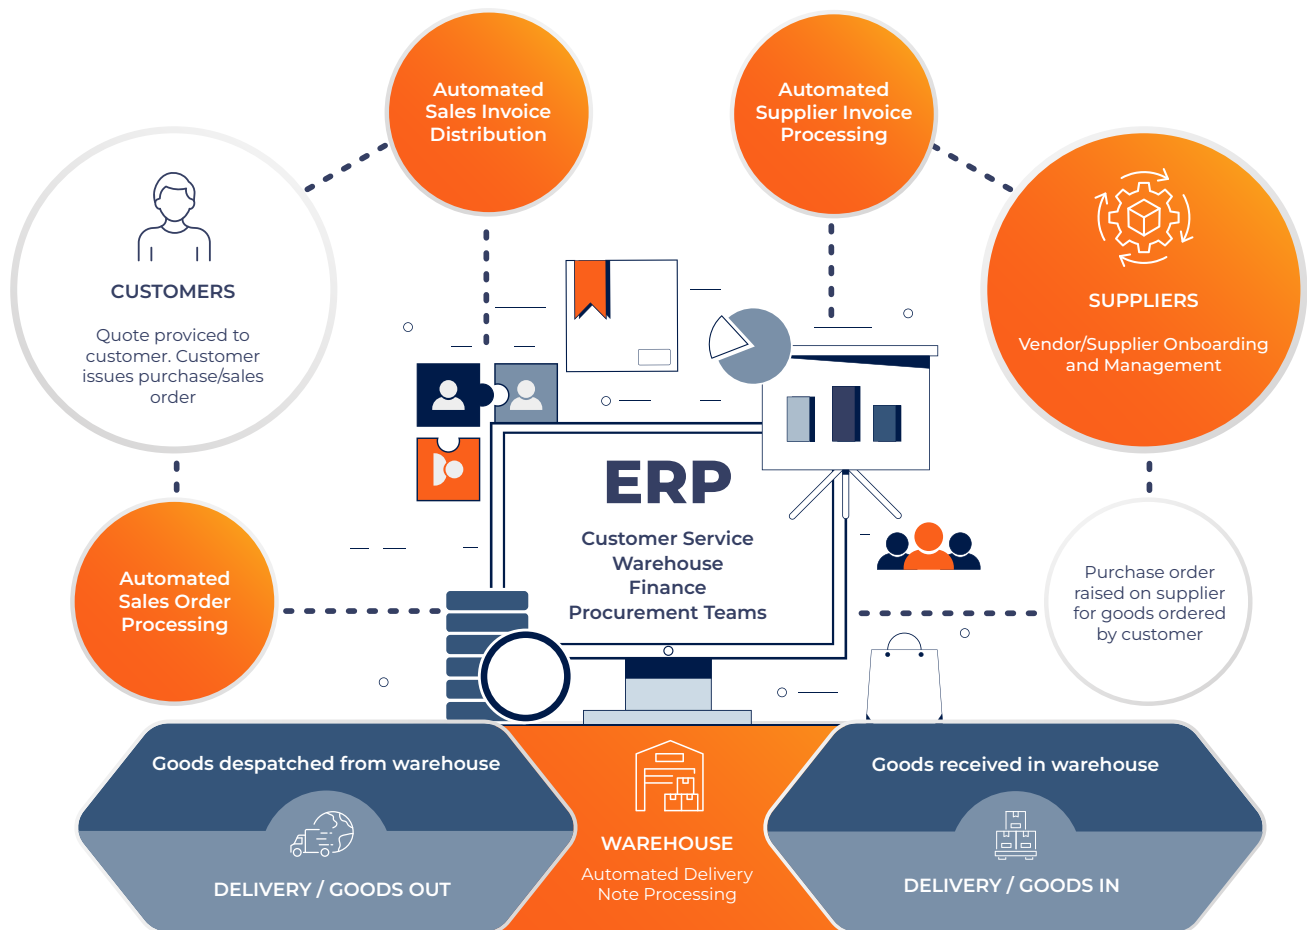 Automated
Sales Invoice
Distribution
Automated
Supplier Invoice
Processing
CUSTOMERS
Quote proviced to
customer. Customer
issues purchase/sales
order
SUPPLIERS
Vendor/Supplier Onboarding
and Management
ERP
Customer Service
Warehouse
Finance
Procurement Teams
Automated
Sales Order
Processing
Purchase order
raised on supplier
for goods ordered
by customer
Goods despatched from warehouse
DELIVERY / GOODS OUT
WAREHOUSE
Automated Delivery
Note Processing
Goods received in warehouse
DELIVERY / GOODS IN